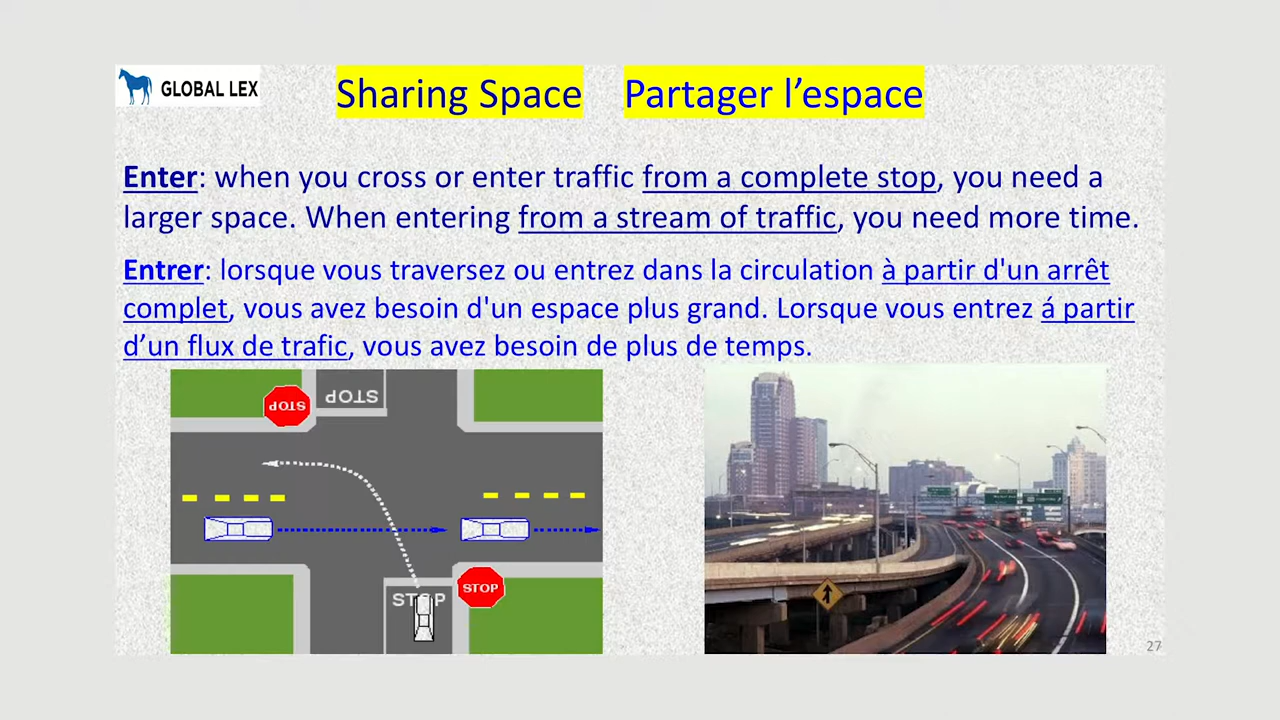 GLOBAL LEX
Sharing Space Partager l’espace
Enter: when you cross or enter traffic from a complete stop, you need a
larger space. When entering from a stream of traffic, you need more time.
Entrer: lorsque vous traversez ou entrez dans la circulation à partir d'un arrêt
complet, vous avez besoin d'un espace plus grand. Lorsque vous entrez á partir
d’un flux de trafic, vous avez besoin de plus de temps.
STOP
STOP
STOP
STOP
27